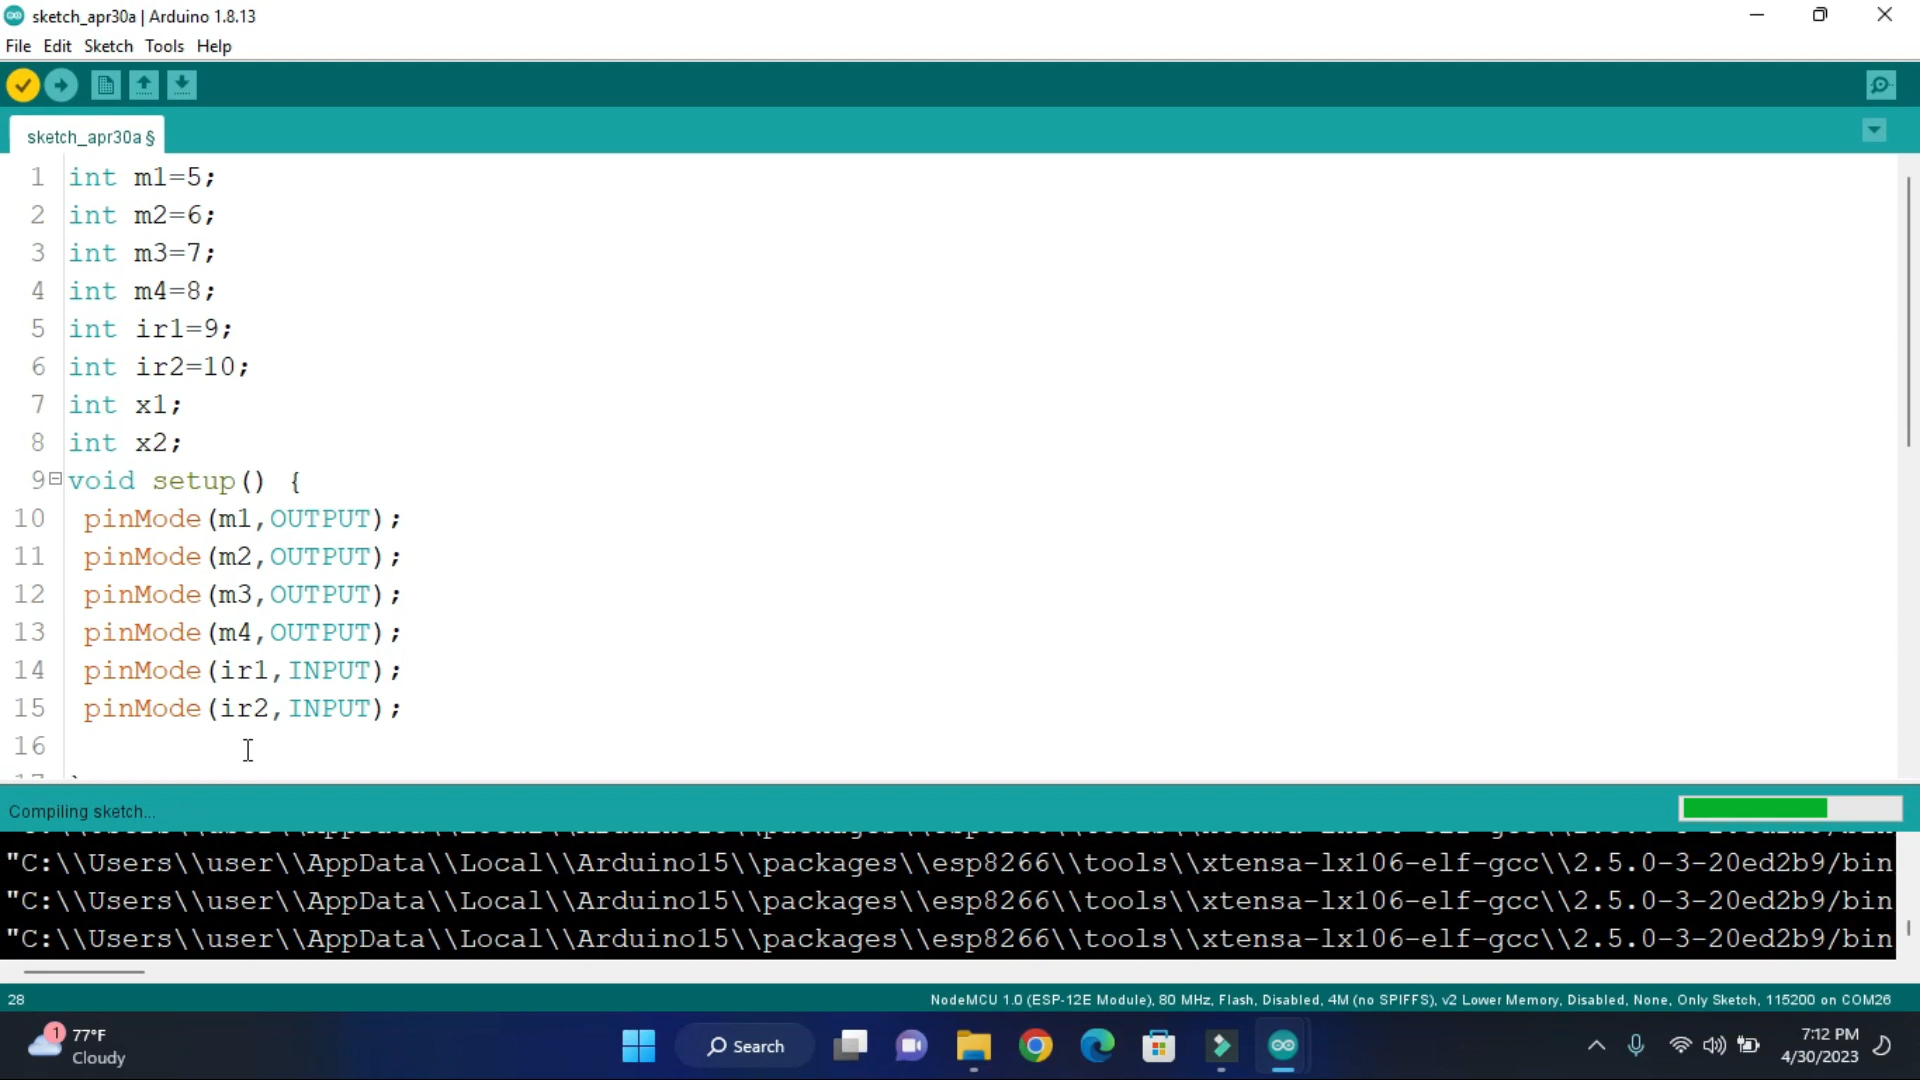 sketch_apr30a | Arduino 1.8.13
File Edit Sketch Tools Help
sketch_apr30a §
1 int m1=5;
2 int m2=6;
3 int m3=7;
4 int m4=8;
5 int ir1=9;
6 int ir2=10;
7 int x1;
8 int x2;
9 void setup() {
10 pinMode(m1,OUTPUT);
11 pinMode(m2,OUTPUT);
12 pinMode(m3,OUTPUT);
13 pinMode(m4,OUTPUT);
14 pinMode(ir1,INPUT);
15 pinMode(ir2,INPUT);
16
Compiling sketch...
"C:\\Users\\user\\AppData\\Local\\Arduino15\\packages\\esp8266\\tools\\xtensa-lx106-elf-gcc\\2.5.0-3-20ed2b9/bin
"C:\\Users\\user\\AppData\\Local\\Arduino15\\packages\\esp8266\\tools\\xtensa-lx106-elf-gcc\\2.5.0-3-20ed2b9/bin
"C:\\Users\\user\\AppData\\Local\\Arduino15\\packages\\esp8266\\tools\\xtensa-lx106-elf-gcc\\2.5.0-3-20ed2b9/bin
28 NodeMCU 1.0 (ESP-12E Module), 80 MHz, Flash, Disabled, 4M (no SPIFFS), v2 Lower Memory, Disabled, None, Only Sketch, 115200 on COM26
1 77°F
Cloudy
Search
7:12 PM
4/30/2023